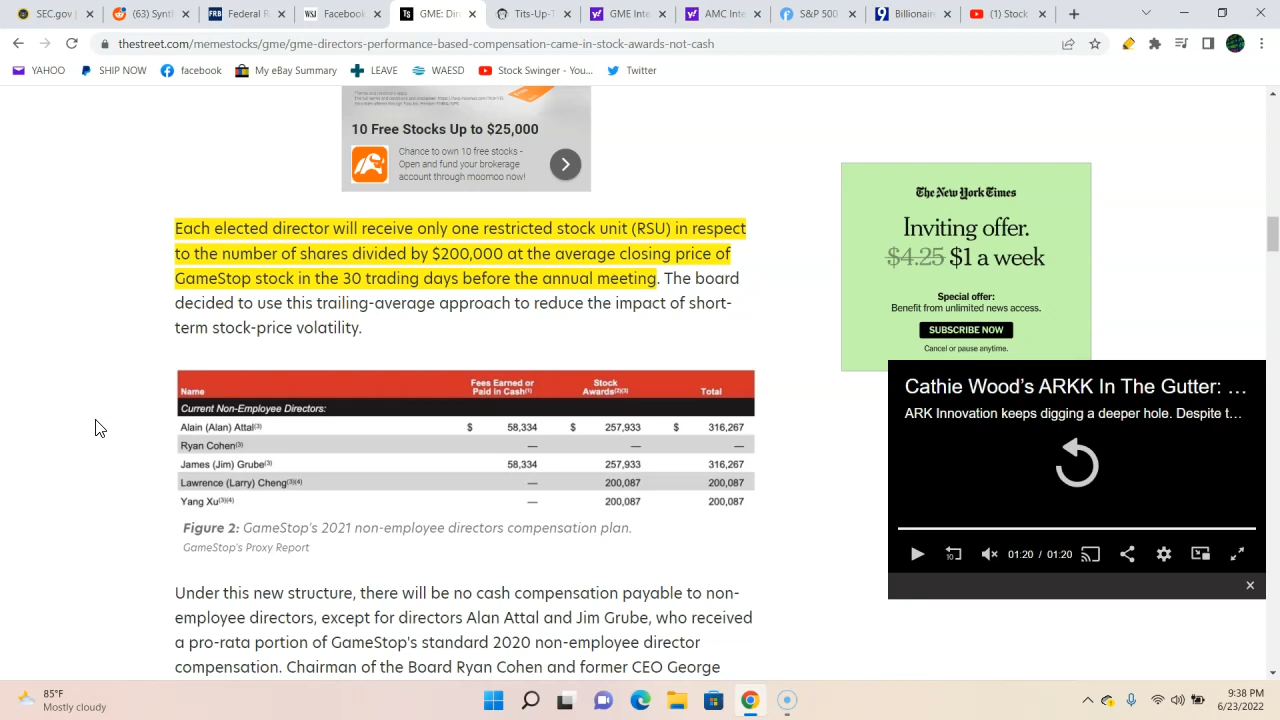 SEC.gov
(6) Stoc
Federal R
Facebook
GME: Dir
Tits-Up T
GME Inte
AMC Inte
S&P 500
Billionair
(1) S
thestreet.com/memestocks/gme/gme-directors-performance-based-compensation-came-in-stock-awards-not-cash
YAHOO
SHIP NOW
facebook
My eBay Summary
LEAVE
WAESD
Stock Swinger - You...
Twitter
10 Free Stocks Up to $25,000
Chance to own 10 free stocks -
Open and fund your brokerage
account through moomoo now!
Each elected director will receive only one restricted stock unit (RSU) in respect
to the number of shares divided by $200,000 at the average closing price of
GameStop stock in the 30 trading days before the annual meeting. The board
decided to use this trailing-average approach to reduce the impact of short-
term stock-price volatility.
Name Fees Earned or Paid in Cash(1) Stock Awards(2)(3) Total
Current Non-Employee Directors:
Alain (Alan) Attal(3) $ 58,334 $ 257,933 $ 316,267
Ryan Cohen(3) — — —
James (Jim) Grube(3) 58,334 257,933 316,267
Lawrence (Larry) Cheng(3)(4) — 200,087 200,087
Yang Xu(3)(4) — 200,087 200,087
Figure 2: GameStop's 2021 non-employee directors compensation plan.
GameStop's Proxy Report
Under this new structure, there will be no cash compensation payable to non-
employee directors, except for directors Alan Attal and Jim Grube, who received
a pro-rata portion of GameStop's standard 2020 non-employee director
compensation. Chairman of the Board Ryan Cohen and former CEO George
The New York Times
Inviting offer.
$4.25 $1 a week
Special offer:
Benefit from unlimited news access.
SUBSCRIBE NOW
Cancel or pause anytime.
Cathie Wood's ARKK In The Gutter: ...
ARK Innovation keeps digging a deeper hole. Despite t...
10
01:20 / 01:20
85°F
Mostly cloudy
9:38 PM
6/23/2022